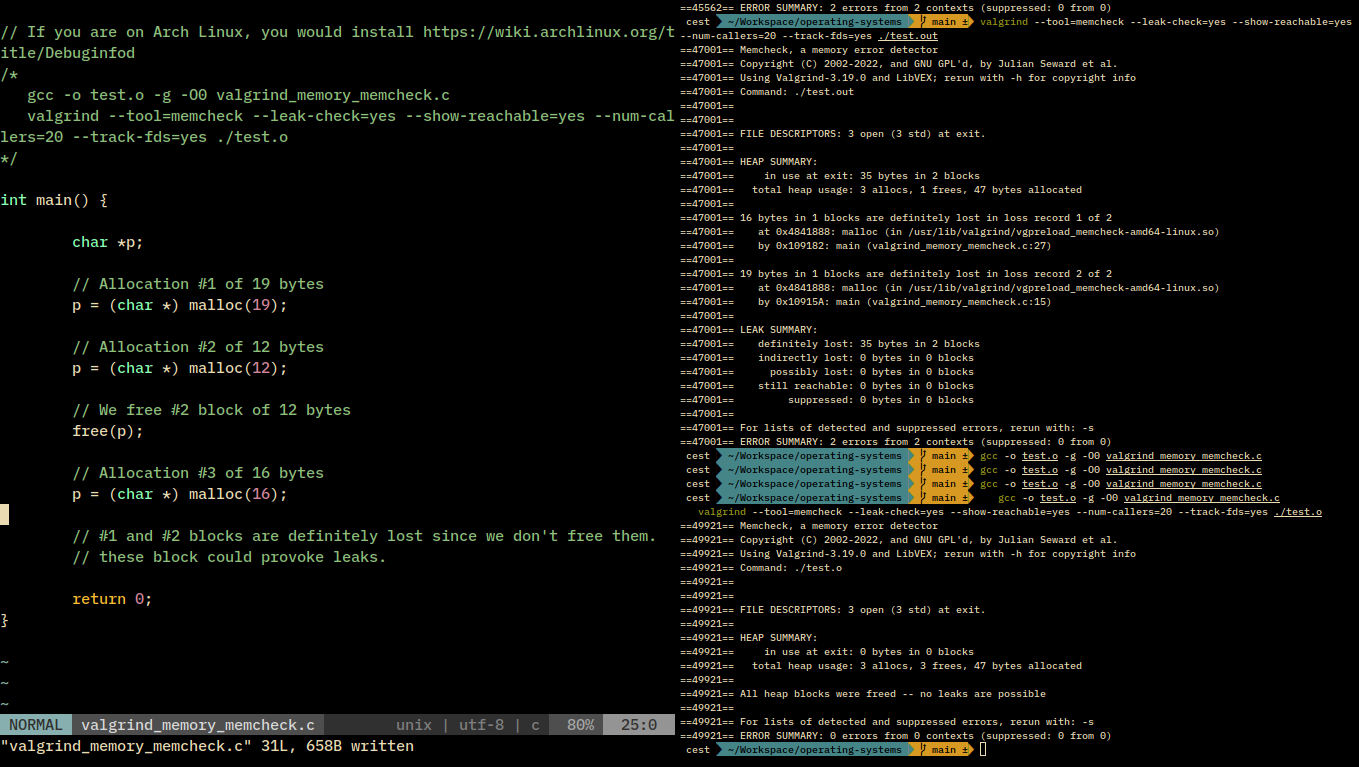 // If you are on Arch Linux, you would install https://wiki.archlinux.org/t
itle/Debuginfod
/*
   gcc -o test.o -g -O0 valgrind_memory_memcheck.c
   valgrind --tool=memcheck --leak-check=yes --show-reachable=yes --num-cal
lers=20 --track-fds=yes ./test.o
*/
int main() {
        char *p;
        // Allocation #1 of 19 bytes
        p = (char *) malloc(19);
        // Allocation #2 of 12 bytes
        p = (char *) malloc(12);
        // We free #2 block of 12 bytes
        free(p);
        // Allocation #3 of 16 bytes
        p = (char *) malloc(16);
        // #1 and #2 blocks are definitely lost since we don't free them.
        // these block could provoke leaks.
        return 0;
}
~
~
~
NORMAL valgrind_memory_memcheck.c unix | utf-8 | c 80% 25:0
"valgrind_memory_memcheck.c" 31L, 658B written
==45562== ERROR SUMMARY: 2 errors from 2 contexts (suppressed: 0 from 0)
cest ~/Workspace/operating-systems main ± valgrind --tool=memcheck --leak-check=yes --show-reachable=yes
--num-callers=20 --track-fds=yes ./test.out
==47001== Memcheck, a memory error detector
==47001== Copyright (C) 2002-2022, and GNU GPL'd, by Julian Seward et al.
==47001== Using Valgrind-3.19.0 and LibVEX; rerun with -h for copyright info
==47001== Command: ./test.out
==47001==
==47001==
==47001== FILE DESCRIPTORS: 3 open (3 std) at exit.
==47001==
==47001== HEAP SUMMARY:
==47001==     in use at exit: 35 bytes in 2 blocks
==47001==   total heap usage: 3 allocs, 1 frees, 47 bytes allocated
==47001==
==47001== 16 bytes in 1 blocks are definitely lost in loss record 1 of 2
==47001==    at 0x4841888: malloc (in /usr/lib/valgrind/vgpreload_memcheck-amd64-linux.so)
==47001==    by 0x109182: main (valgrind_memory_memcheck.c:27)
==47001==
==47001== 19 bytes in 1 blocks are definitely lost in loss record 2 of 2
==47001==    at 0x4841888: malloc (in /usr/lib/valgrind/vgpreload_memcheck-amd64-linux.so)
==47001==    by 0x10915A: main (valgrind_memory_memcheck.c:15)
==47001==
==47001== LEAK SUMMARY:
==47001==    definitely lost: 35 bytes in 2 blocks
==47001==    indirectly lost: 0 bytes in 0 blocks
==47001==      possibly lost: 0 bytes in 0 blocks
==47001==    still reachable: 0 bytes in 0 blocks
==47001==         suppressed: 0 bytes in 0 blocks
==47001==
==47001== For lists of detected and suppressed errors, rerun with: -s
==47001== ERROR SUMMARY: 2 errors from 2 contexts (suppressed: 0 from 0)
cest ~/Workspace/operating-systems main ± gcc -o test.o -g -O0 valgrind_memory_memcheck.c
cest ~/Workspace/operating-systems main ± gcc -o test.o -g -O0 valgrind_memory_memcheck.c
cest ~/Workspace/operating-systems main ± gcc -o test.o -g -O0 valgrind_memory_memcheck.c
cest ~/Workspace/operating-systems main ±    gcc -o test.o -g -O0 valgrind_memory_memcheck.c
   valgrind --tool=memcheck --leak-check=yes --show-reachable=yes --num-callers=20 --track-fds=yes ./test.o
==49921== Memcheck, a memory error detector
==49921== Copyright (C) 2002-2022, and GNU GPL'd, by Julian Seward et al.
==49921== Using Valgrind-3.19.0 and LibVEX; rerun with -h for copyright info
==49921== Command: ./test.o
==49921==
==49921==
==49921== FILE DESCRIPTORS: 3 open (3 std) at exit.
==49921==
==49921== HEAP SUMMARY:
==49921==     in use at exit: 0 bytes in 0 blocks
==49921==   total heap usage: 3 allocs, 3 frees, 47 bytes allocated
==49921==
==49921== All heap blocks were freed -- no leaks are possible
==49921==
==49921== For lists of detected and suppressed errors, rerun with: -s
==49921== ERROR SUMMARY: 0 errors from 0 contexts (suppressed: 0 from 0)
cest ~/Workspace/operating-systems main ±